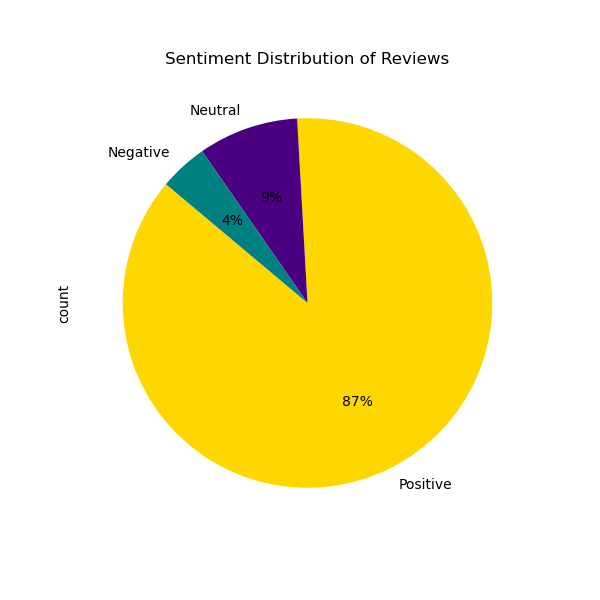 Sentiment Distribution of Reviews
Neutral
Negative
9%
4%
count
87%
Positive